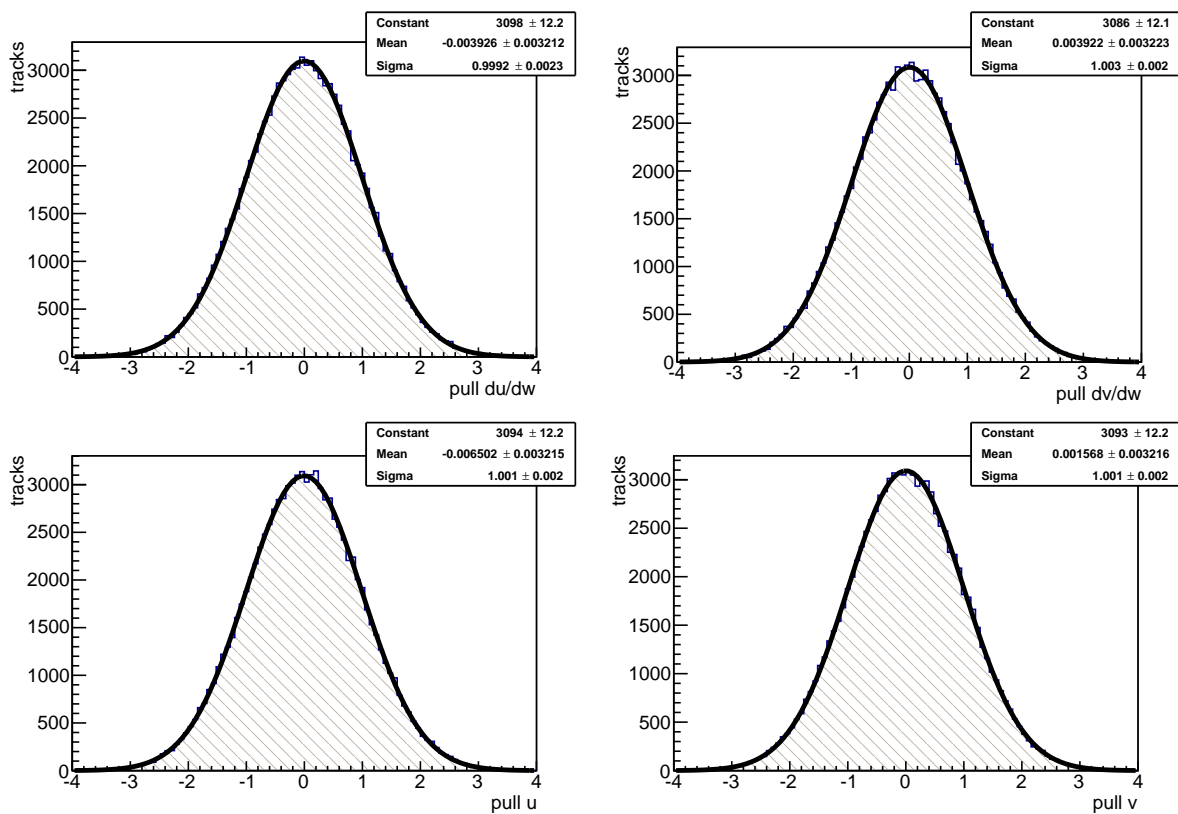 Constant 3098 ± 12.2
Mean -0.003926 ± 0.003212
Sigma 0.9992 ± 0.0023
tracks
3000
2500
2000
1500
1000
500
0
-4 -3 -2 -1 0 1 2 3 4
pull du/dw
Constant 3086 ± 12.1
Mean 0.003922 ± 0.003223
Sigma 1.003 ± 0.002
tracks
3000
2500
2000
1500
1000
500
0
-4 -3 -2 -1 0 1 2 3 4
pull dv/dw
Constant 3094 ± 12.2
Mean -0.006502 ± 0.003215
Sigma 1.001 ± 0.002
tracks
3000
2500
2000
1500
1000
500
0
-4 -3 -2 -1 0 1 2 3 4
pull u
Constant 3093 ± 12.2
Mean 0.001568 ± 0.003216
Sigma 1.001 ± 0.002
tracks
3000
2500
2000
1500
1000
500
0
-4 -3 -2 -1 0 1 2 3 4
pull v